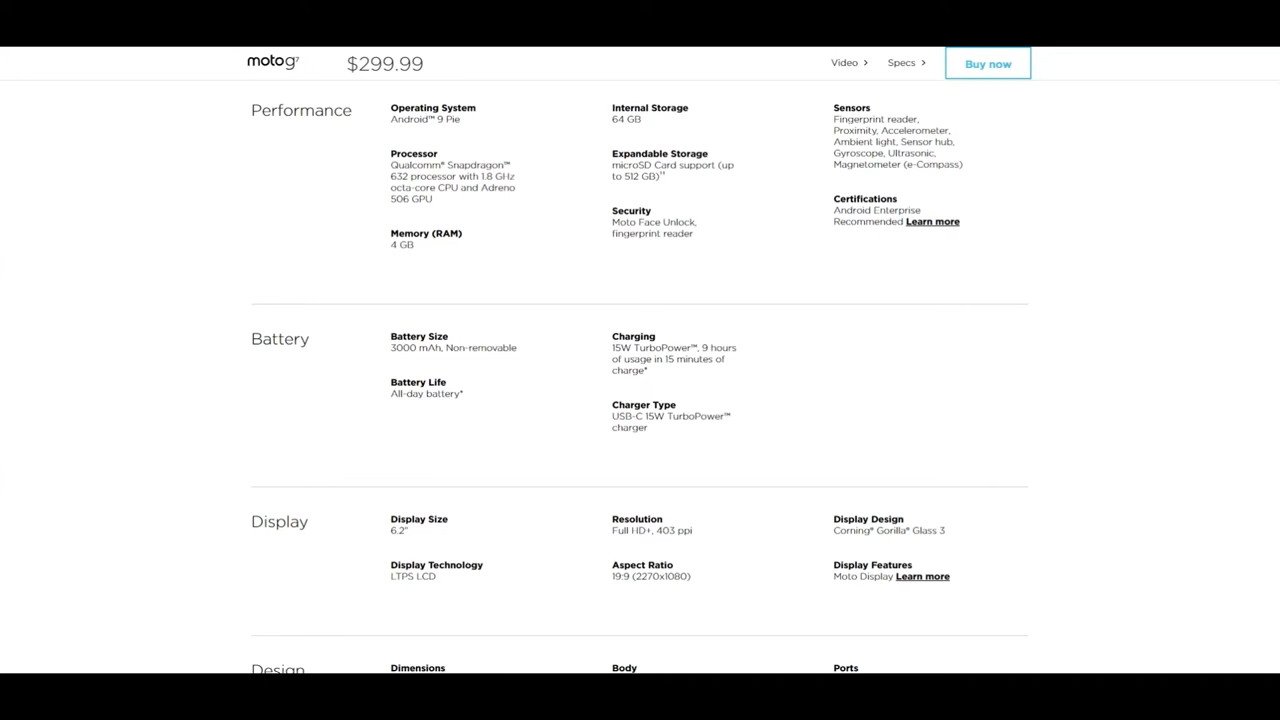 moto g7 $299.99 Video Specs Buy now
Performance
Operating System
Android™ 9 Pie
Processor
Qualcomm® Snapdragon™
632 processor with 1.8 GHz
octa-core CPU and Adreno
506 GPU
Memory (RAM)
4 GB
Internal Storage
64 GB
Expandable Storage
microSD Card support (up
to 512 GB)
Security
Moto Face Unlock,
fingerprint reader
Sensors
Fingerprint reader,
Proximity, Accelerometer,
Ambient light, Sensor hub,
Gyroscope, Ultrasonic,
Magnetometer (e-Compass)
Certifications
Android Enterprise
Recommended Learn more
Battery
Battery Size
3000 mAh, Non-removable
Battery Life
All-day battery*
Charging
15W TurboPower™, 9 hours
of usage in 15 minutes of
charge*
Charger Type
USB-C 15W TurboPower™
charger
Display
Display Size
6.2"
Display Technology
LTPS LCD
Resolution
Full HD+, 403 ppi
Aspect Ratio
19:9 (2270x1080)
Display Design
Corning® Gorilla® Glass 3
Display Features
Moto Display Learn more
Design
Dimensions
Body
Ports